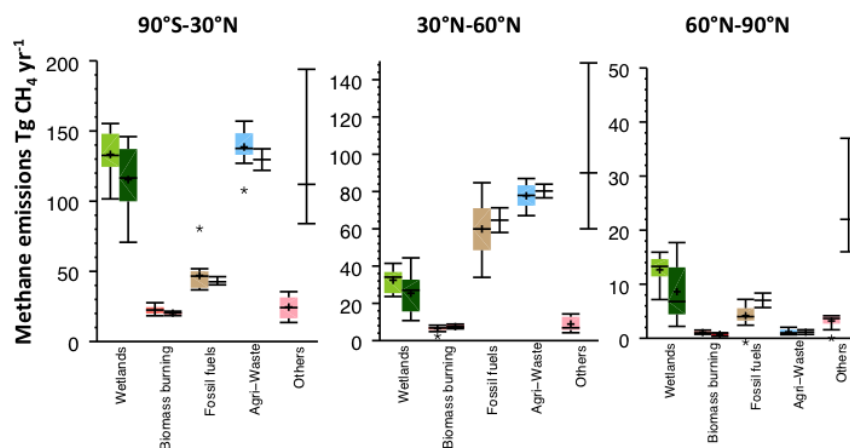 90°S-30°N
30°N-60°N
60°N-90°N
Methane emissions Tg CH4 yr-1
200
150
100
50
0
Wetlands
Biomass burning
Fossil fuels
Agri-Waste
Others
140
120
100
80
60
40
20
0
Wetlands
Biomass burning
Fossil fuels
Agri-Waste
Others
50
40
30
20
10
0
Wetlands
Biomass burning
Fossil fuels
Agri-Waste
Others